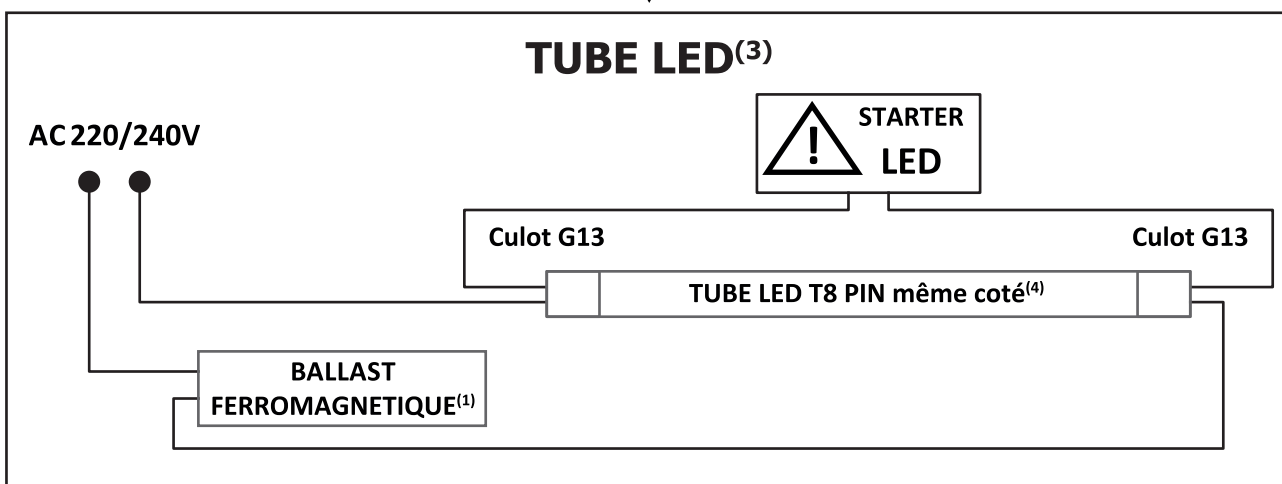 TUBE LED(3)
AC 220/240V
!
STARTER
LED
Culot G13
Culot G13
TUBE LED T8 PIN même coté(4)
BALLAST
FERROMAGNETIQUE(1)